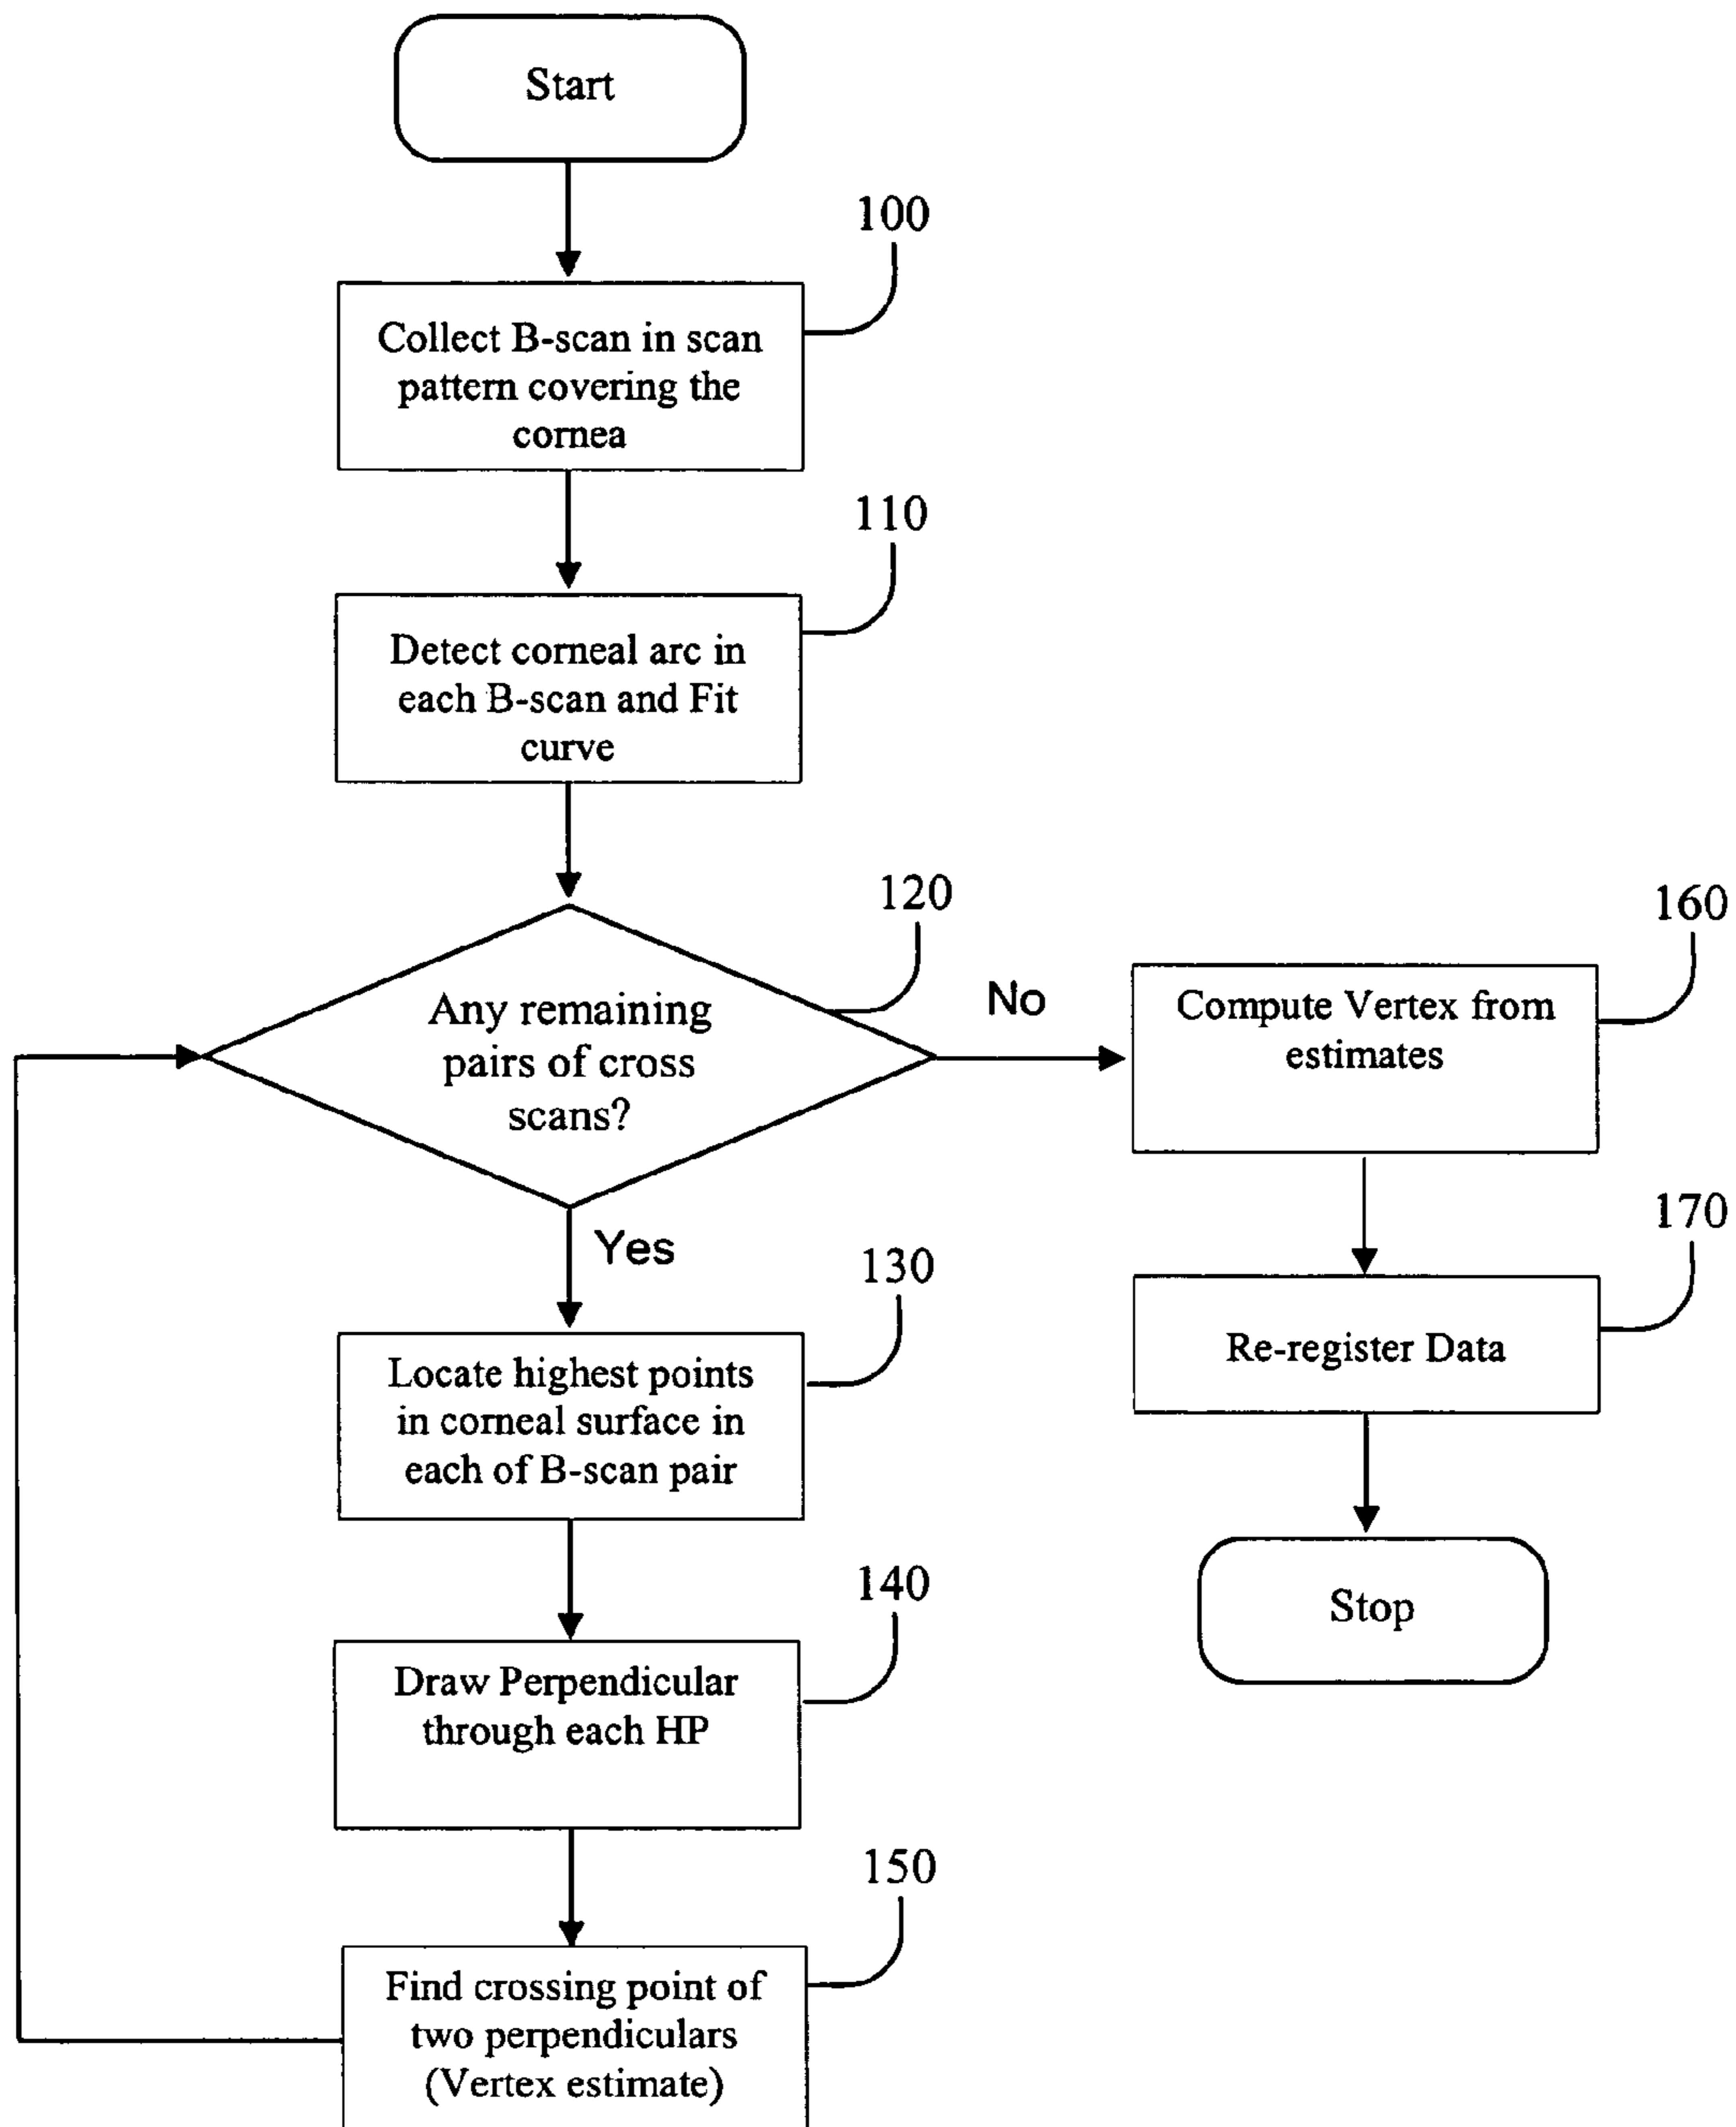 Start
100
Collect B-scan in scan
pattern covering the
cornea
110
Detect corneal arc in
each B-scan and Fit
curve
120
Any remaining
pairs of cross
scans?
No
160
Compute Vertex from
estimates
Yes
130
Locate highest points
in corneal surface in
each of B-scan pair
170
Re-register Data
140
Draw Perpendicular
through each HP
Stop
150
Find crossing point of
two perpendiculars
(Vertex estimate)